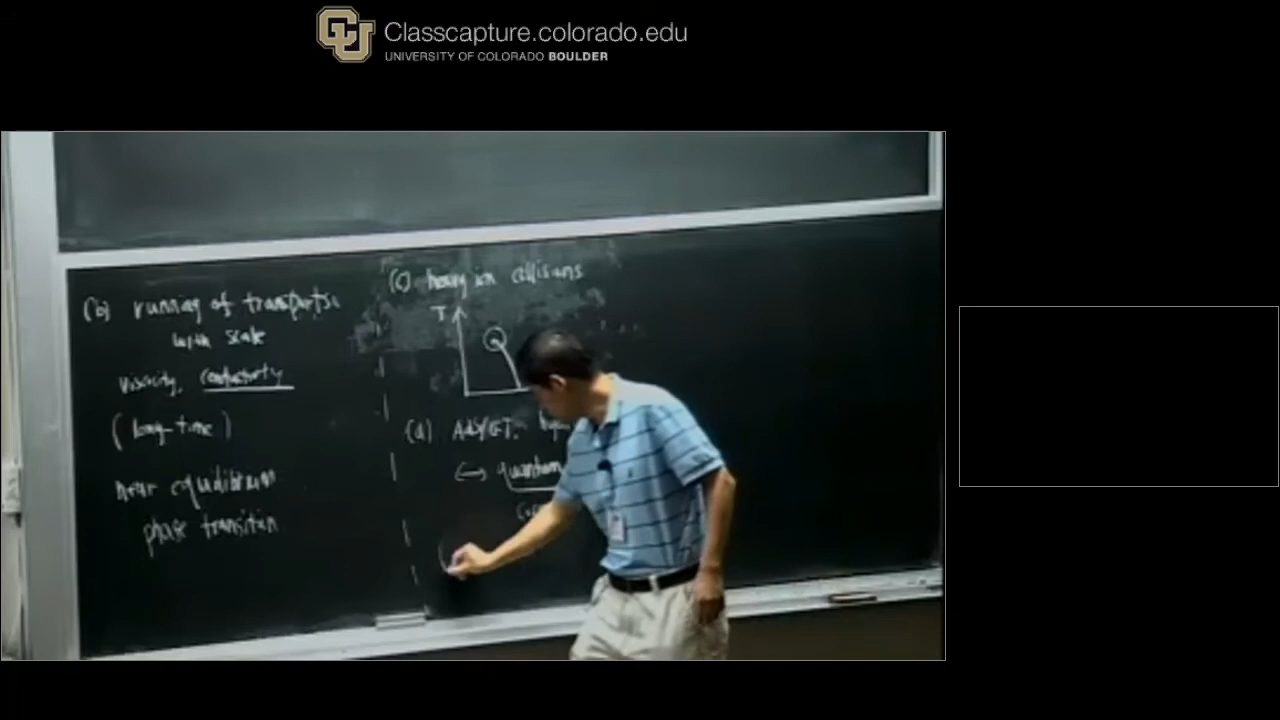 Classcapture.colorado.edu
UNIVERSITY OF COLORADO BOULDER
(b) running of transports
with scale
viscosity, conductivity
(long-time)
near equilibrium
phase transition
(c) heavy ion collisions
T
(d) AdS/CFT.
↔ quantum